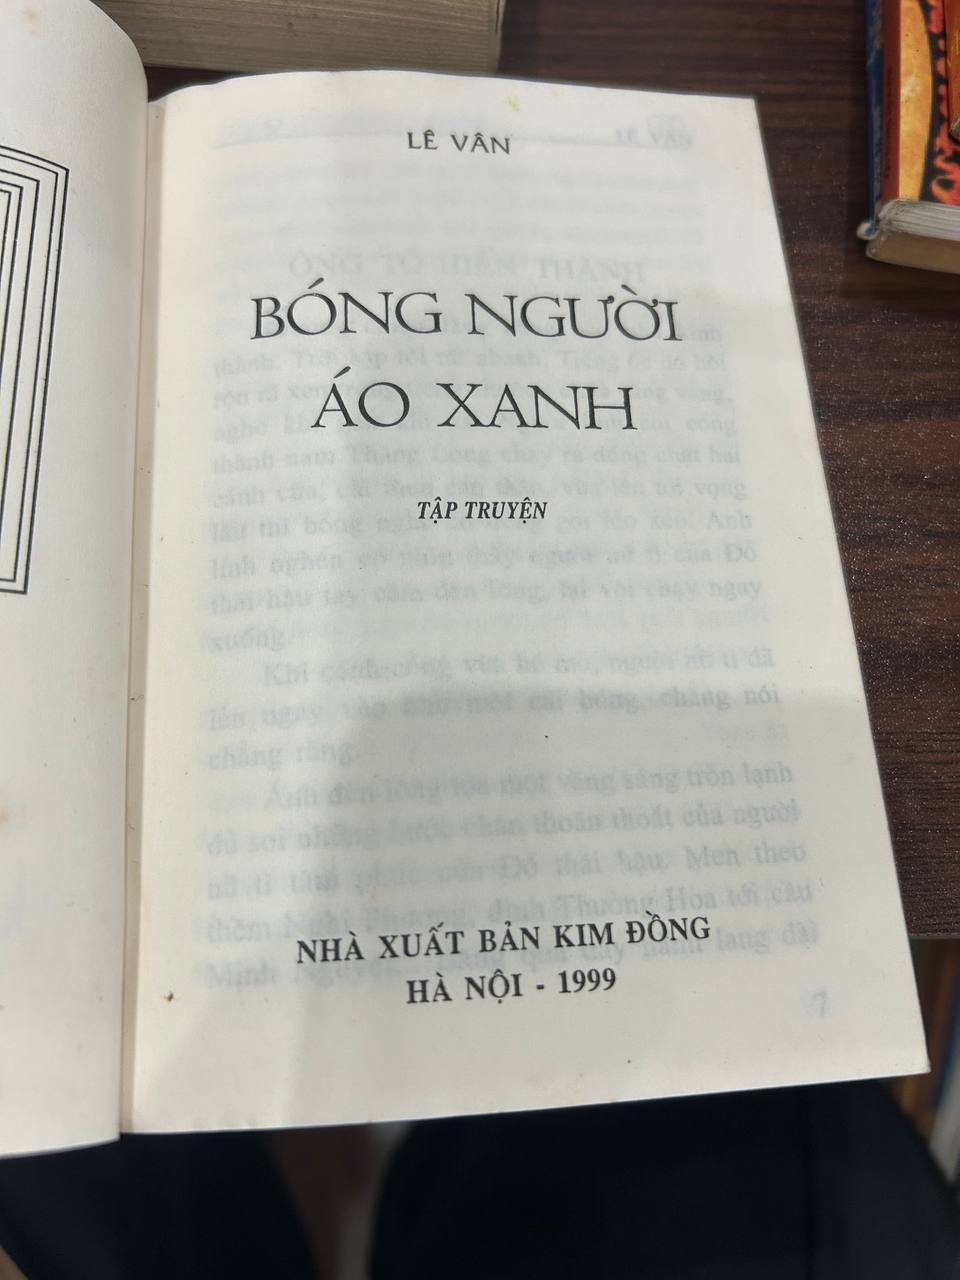 LÊ VÂN
BÓNG NGƯỜI
ÁO XANH
TẬP TRUYỆN
NHÀ XUẤT BẢN KIM ĐỒNG
HÀ NỘI - 1999